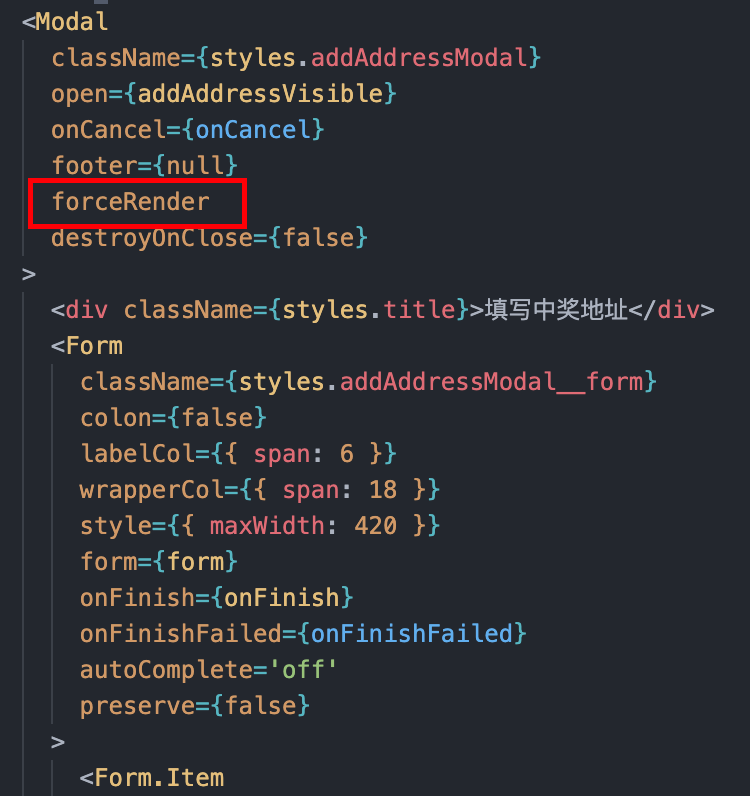 <Modal
className={styles.addAddressModal}
open={addAddressVisible}
onCancel={onCancel}
footer={null}
forceRender
destroyOnClose={false}
>
<div className={styles.title}>填写中奖地址</div>
<Form
className={styles.addAddressModal__form}
colon={false}
labelCol={{ span: 6 }}
wrapperCol={{ span: 18 }}
style={{ maxWidth: 420 }}
form={form}
onFinish={onFinish}
onFinishFailed={onFinishFailed}
autoComplete='off'
preserve={false}
>
<Form.Item